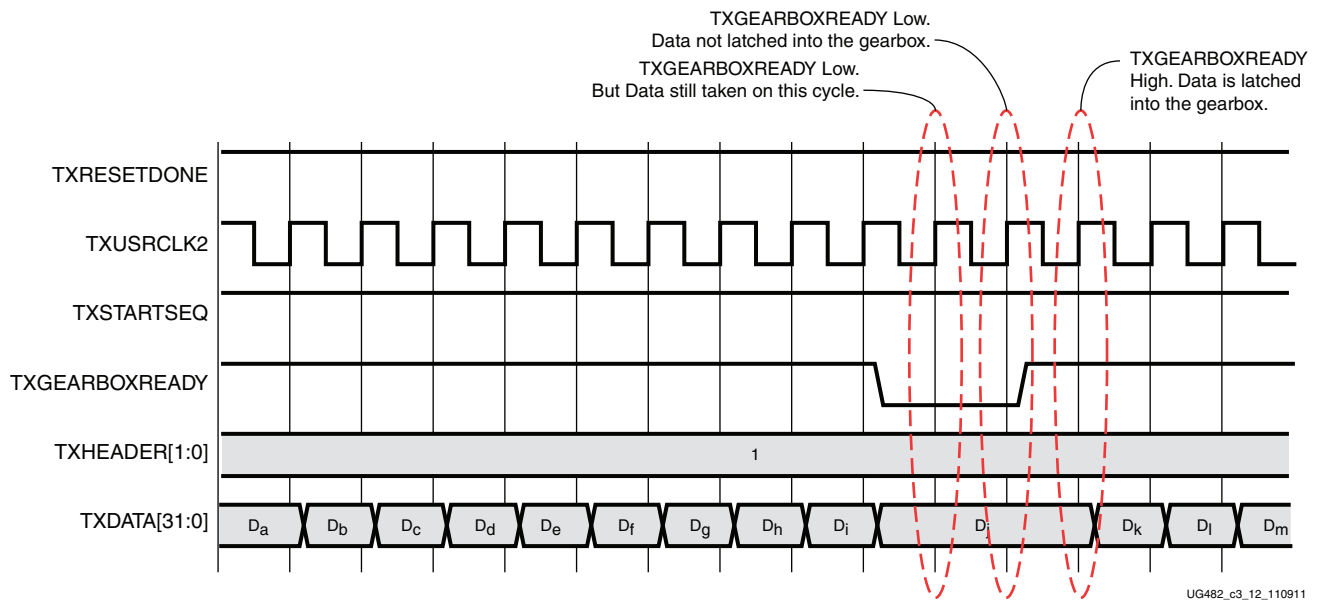 TXGEARBOXREADY Low.
Data not latched into the gearbox.
TXGEARBOXREADY Low.
But Data still taken on this cycle.
TXGEARBOXREADY
High. Data is latched
into the gearbox.
TXRESETDONE
TXUSRCLK2
TXSTARTSEQ
TXGEARBOXREADY
TXHEADER[1:0]
1
TXDATA[31:0]
Da Db Dc Dd De Df Dg Dh Di Dj Dk Dl Dm
UG482_c3_12_110911